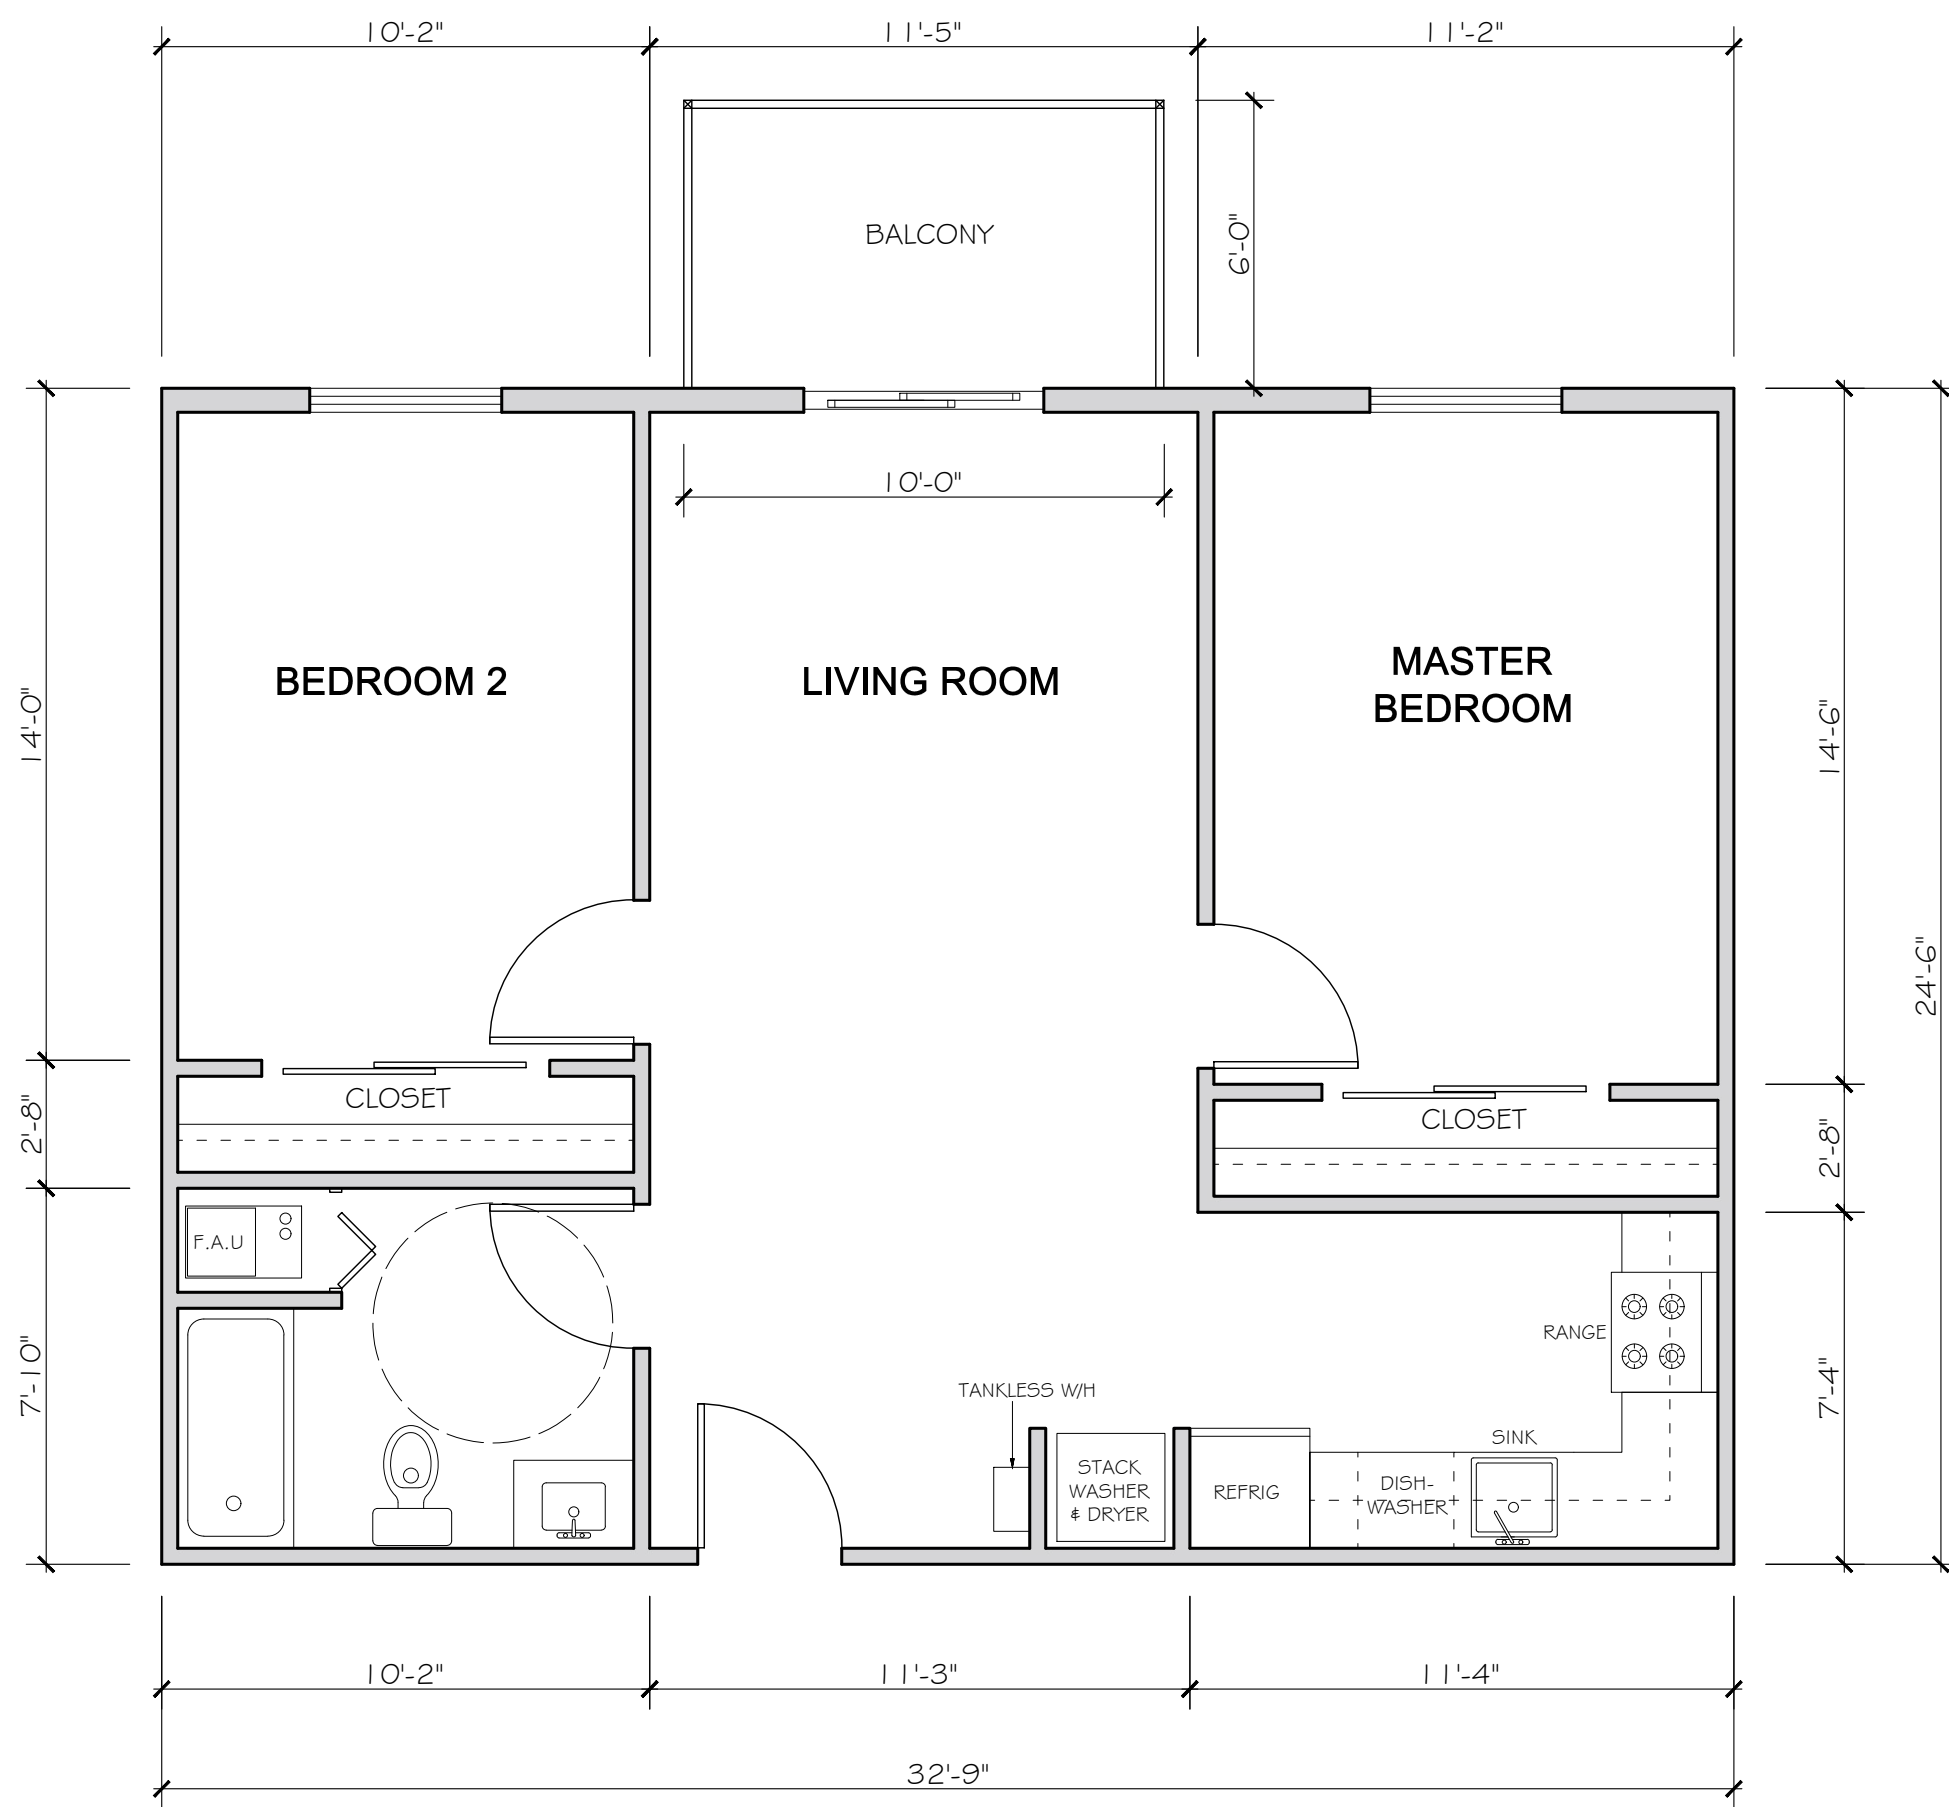 10'-2"
11'-5"
11'-2"
BALCONY
6'-0"
10'-0"
BEDROOM 2
LIVING ROOM
MASTER
BEDROOM
14'-0"
14'-6"
24'-6"
CLOSET
CLOSET
2'-8"
2'-8"
F.A.U
RANGE
7'-10"
7'-4"
TANKLESS W/H
SINK
STACK
WASHER
& DRYER
REFRIG
DISH-
WASHER
10'-2"
11'-3"
11'-4"
32'-9"